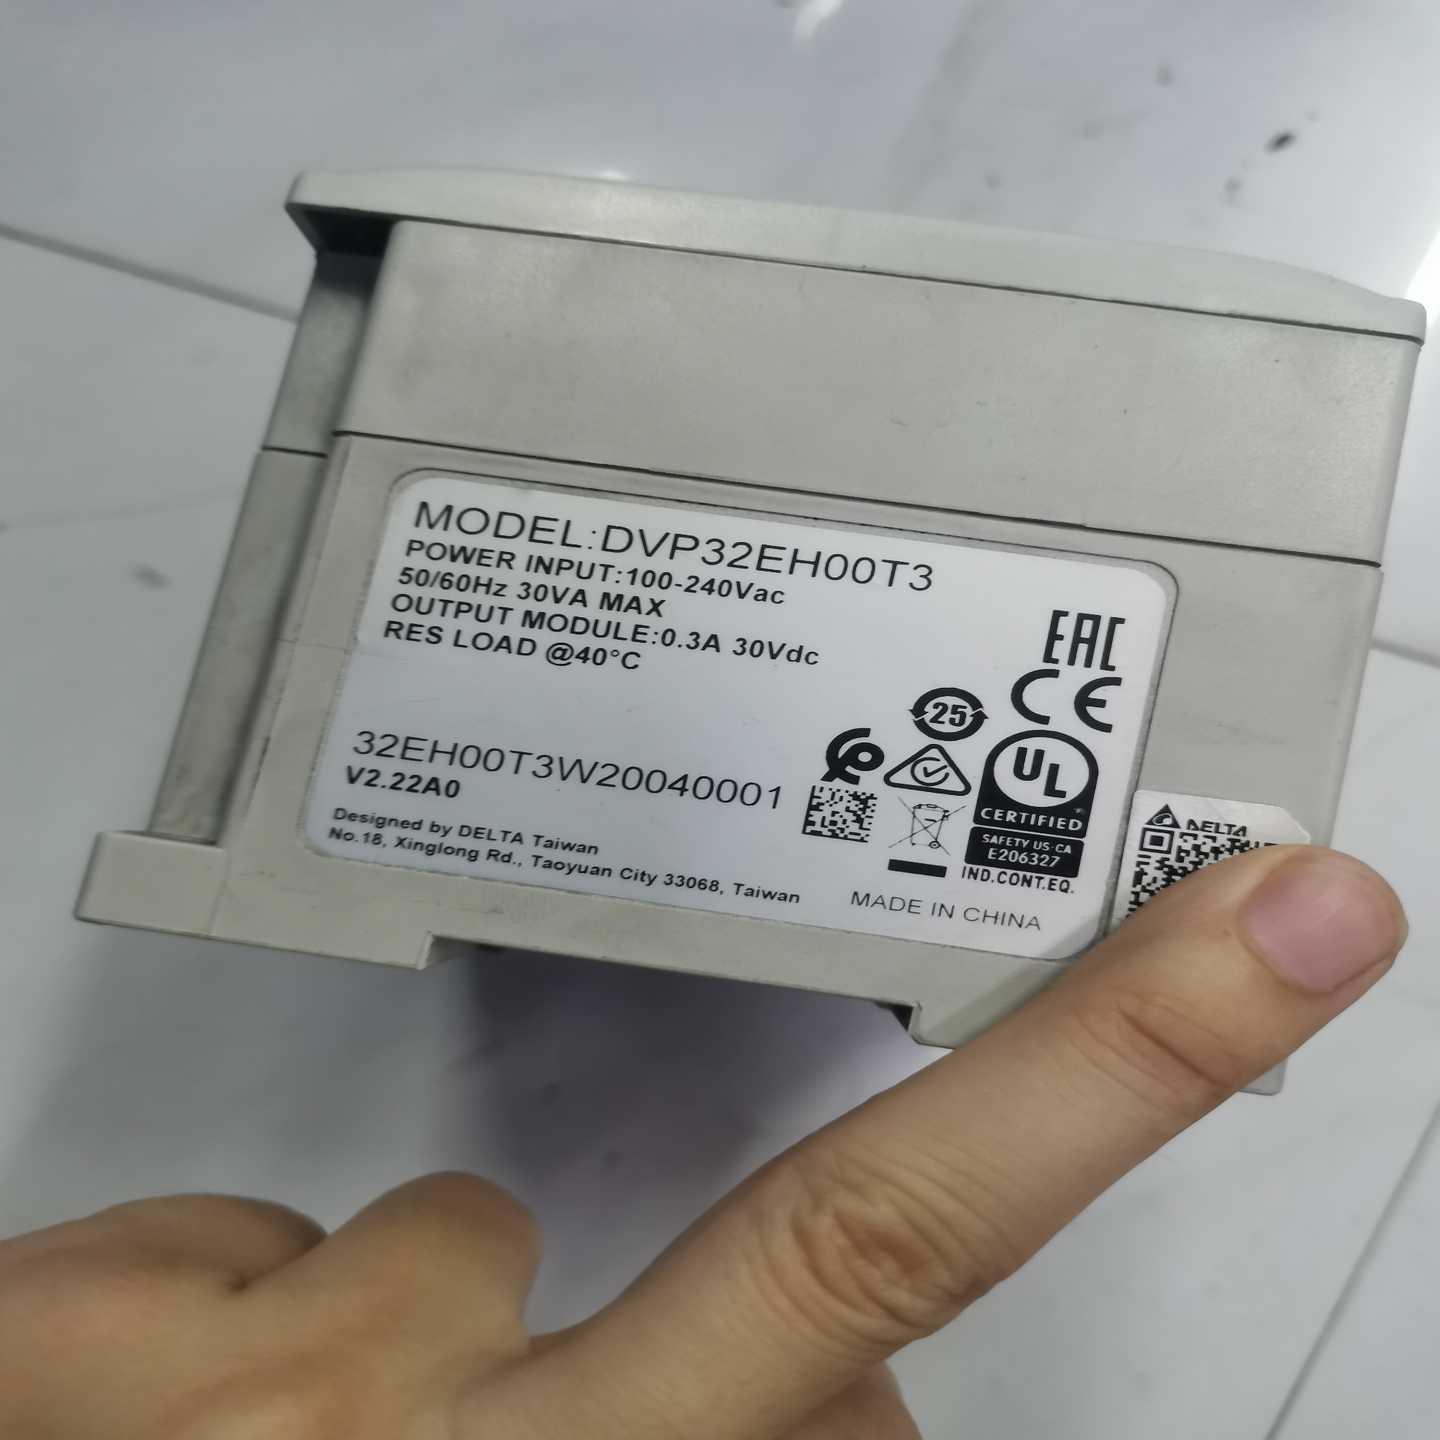 MODEL:DVP32EH00T3
POWER INPUT:100-240Vac
50/60Hz 30VA MAX
OUTPUT MODULE:0.3A 30Vdc
RES LOAD @40°C
EAC
CE
25
UL
CERTIFIED
SAFETY US-CA
E206327
IND.CONT.EQ.
32EH00T3W20040001
V2.22A0
Designed by DELTA Taiwan
No.18, Xinglong Rd., Taoyuan City 33068, Taiwan
MADE IN CHINA
DELTA